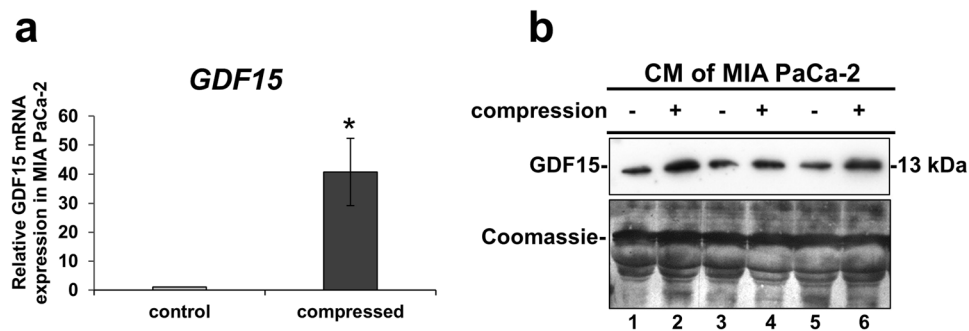 a
GDF15
Relative GDF15 mRNA
expression in MIA PaCa-2
60
50
40
30
20
10
0
*
control compressed
b
CM of MIA PaCa-2
compression - + - + - +
GDF15- -13 kDa
Coomassie-
1 2 3 4 5 6